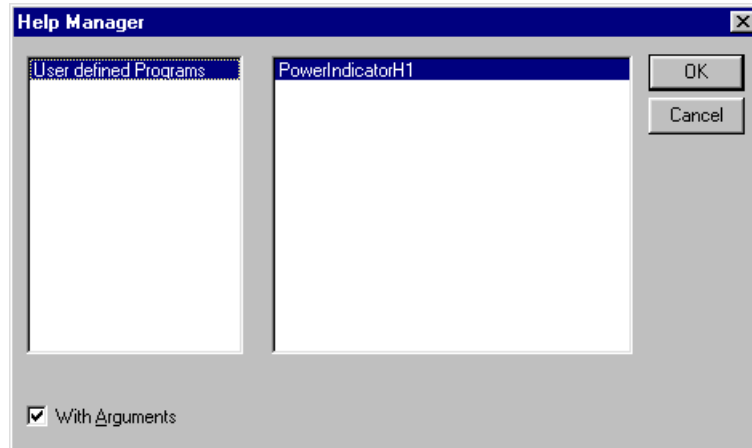 Help Manager
User defined Programs
PowerIndicatorH1
OK
Cancel
With Arguments